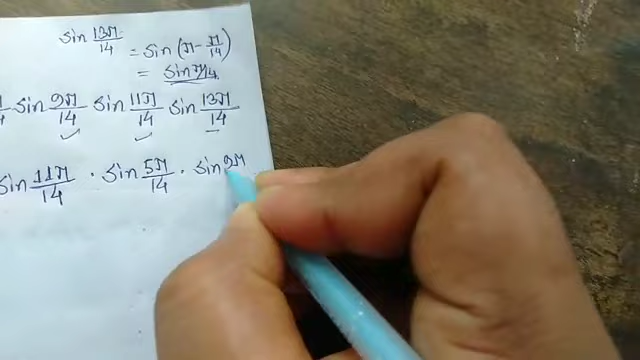 sin 13π/14 = sin (π - π/14)
= sin π/14
sin 9π/14 sin 11π/14 sin 13π/14
sin 11π/14 · sin 5π/14 · sin 9π